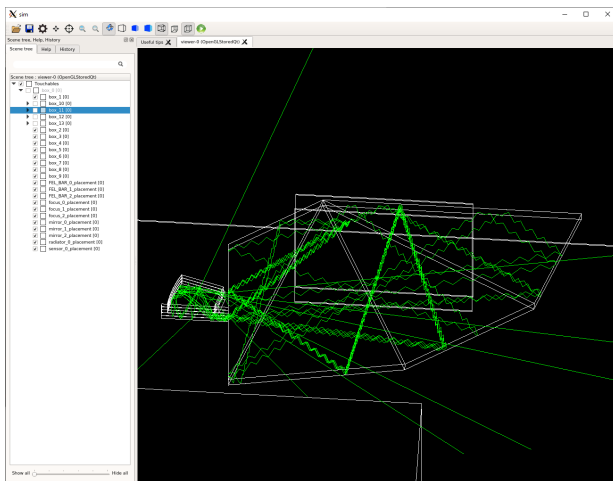 sim
Scene tree, Help, History
Useful tips
viewer-0 (OpenGLStoredQt)
Scene tree
Help
History
Scene tree : viewer-0 (OpenGLStoredQt)
Touchables
box_0 [0]
box_1 [0]
box_10 [0]
box_11 [0]
box_12 [0]
box_13 [0]
box_2 [0]
box_3 [0]
box_4 [0]
box_5 [0]
box_6 [0]
box_7 [0]
box_8 [0]
box_9 [0]
FEL_BAR_0_placement [0]
FEL_BAR_1_placement [0]
FEL_BAR_2_placement [0]
focus_0_placement [0]
focus_1_placement [0]
focus_2_placement [0]
mirror_0_placement [0]
mirror_1_placement [0]
mirror_2_placement [0]
radiator_0_placement [0]
sensor_0_placement [0]
Show all
Hide all